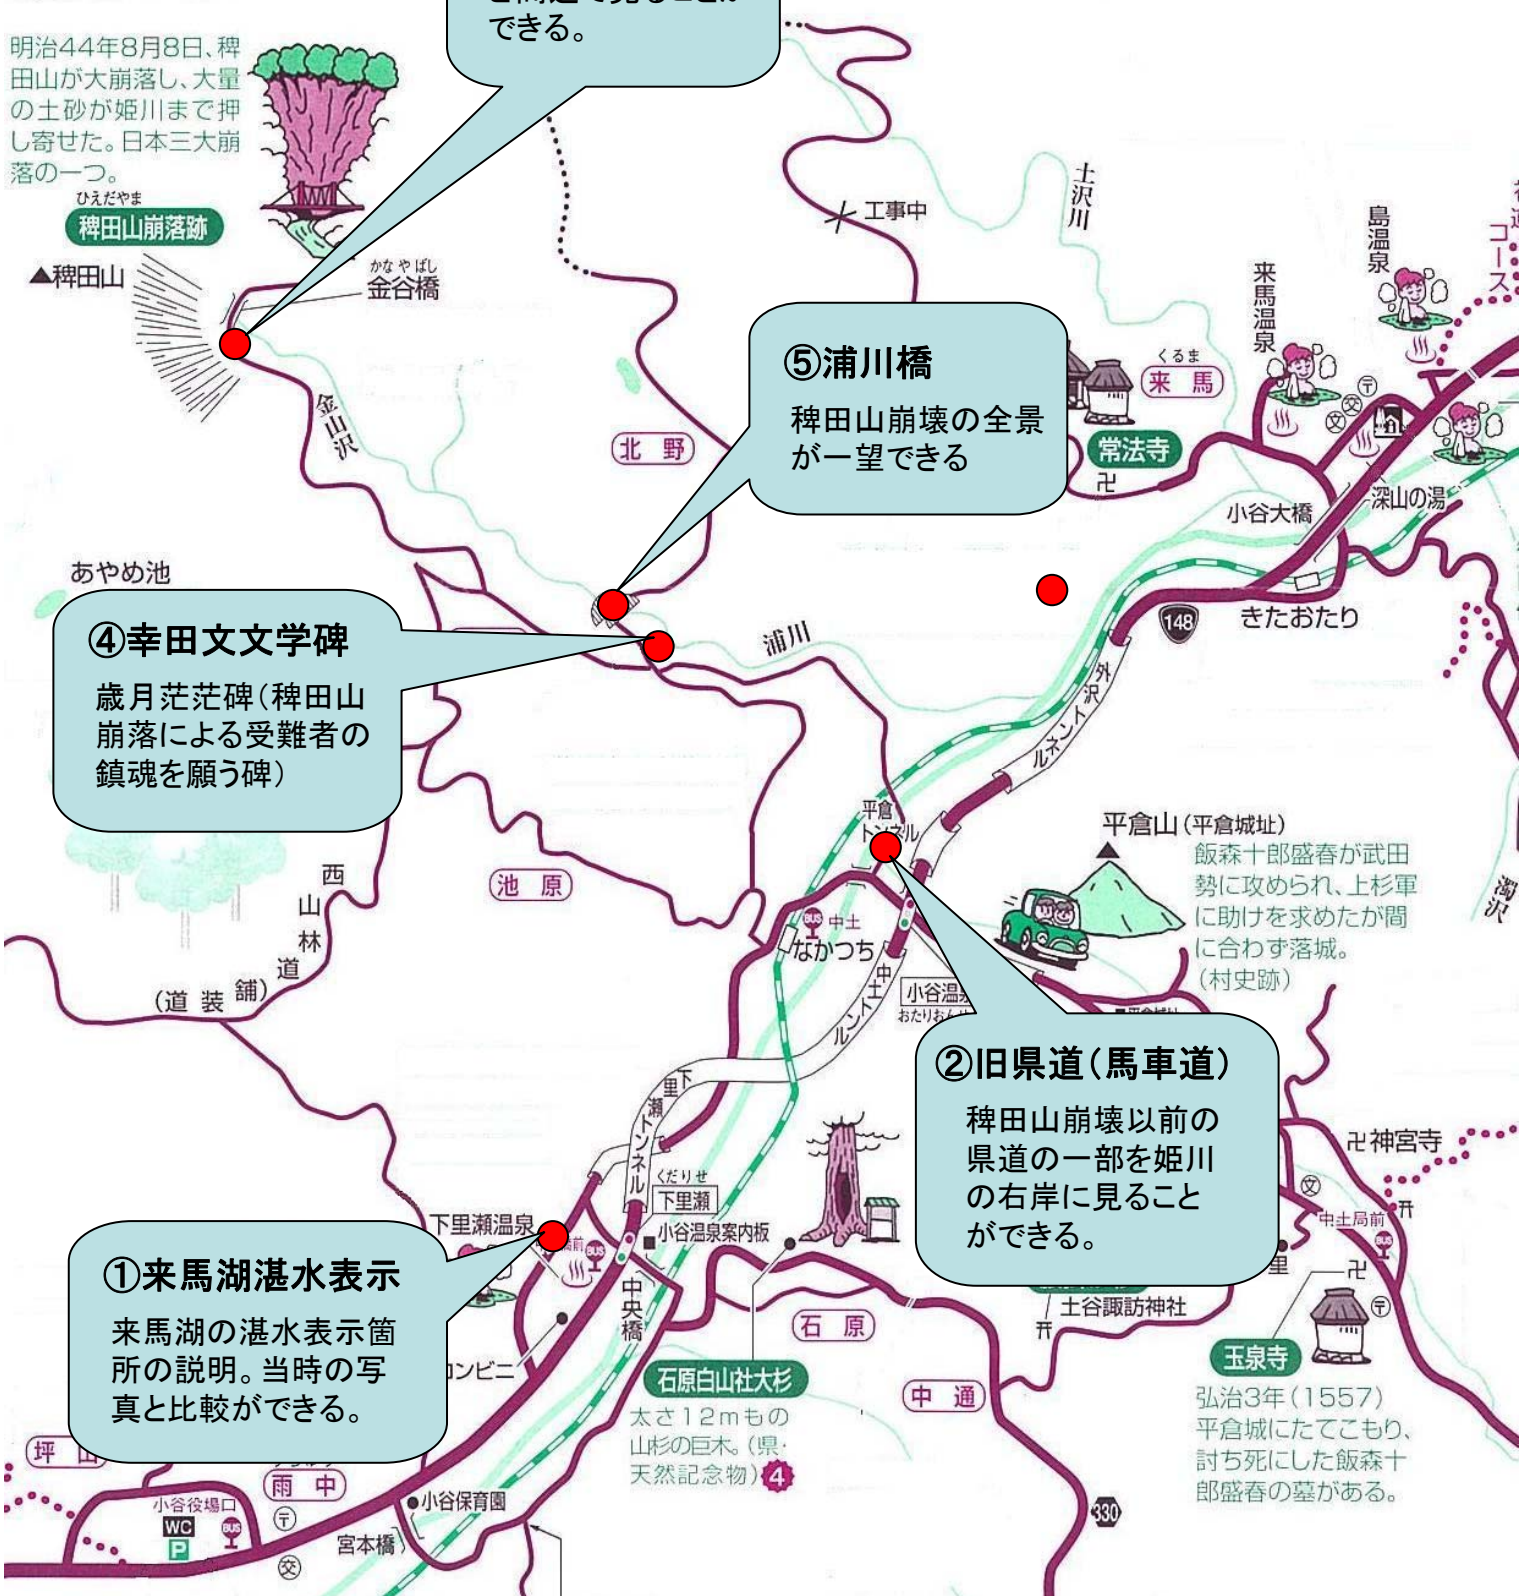 できる。
明治44年8月8日、稗
田山が大崩落し、大量
の土砂が姫川まで押
し寄せた。日本三大崩
落の一つ。
ひえだやま
稗田山崩落跡
▲稗田山
かなやばし
金谷橋
金山沢
工事中
土沢川
島温泉
コース
来馬温泉
くるま
来馬
常法寺
卍
北野
⑤浦川橋
稗田山崩壊の全景
が一望できる
小谷大橋
深山の湯
あやめ池
④幸田文文学碑
歳月茫茫碑(稗田山
崩落による受難者の
鎮魂を願う碑)
浦川
148
きたおたり
外沢トンネル
平倉
トンネル
平倉山(平倉城址)
飯森十郎盛春が武田
勢に攻められ、上杉軍
に助けを求めたが間
に合わず落城。
(村史跡)
濁沢
池原
西山林道
(道装舗)
BUS 中土
なかつち
中土トンネル
小谷温泉
②旧県道(馬車道)
稗田山崩壊以前の
県道の一部を姫川
の右岸に見ること
ができる。
下里瀬トンネル
くだりせ
下里瀬
小谷温泉案内板
卍神宮寺
文
中土局前
BUS
下里瀬温泉
BUS
①来馬湖湛水表示
来馬湖の湛水表示箇
所の説明。当時の写
真と比較ができる。
中央橋
コンビニ
石原
土谷諏訪神社
卍
〒
玉泉寺
弘治3年(1557)
平倉城にたてこもり、
討ち死にした飯森十
郎盛春の墓がある。
石原白山社大杉
太さ12mもの
山杉の巨木。(県・
天然記念物)4
中通
330
坪山
雨中
小谷役場口
WC
P
BUS
〒
交
小谷保育園
宮本橋